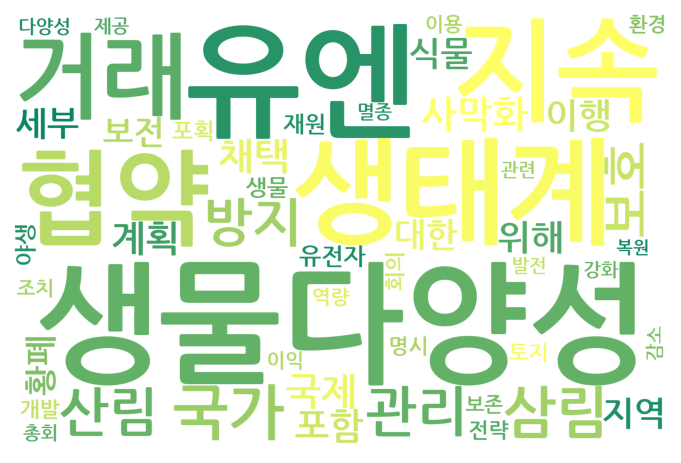 다양성 제공 이용 환경
거래 유엔 식물 지속
세부 보전 포획 재원 멸종 사막화 이행
협약 채택 생물 생태계 관련 홈범
야생 계획 방지 유전자 대한 회의 위해 복원
조치 생물다양성 역량 발전 강화
황폐 이익 명시 토지 감소
개발 산림 국가 국제 관리 보존 삼림 지역
총회 포함 전략